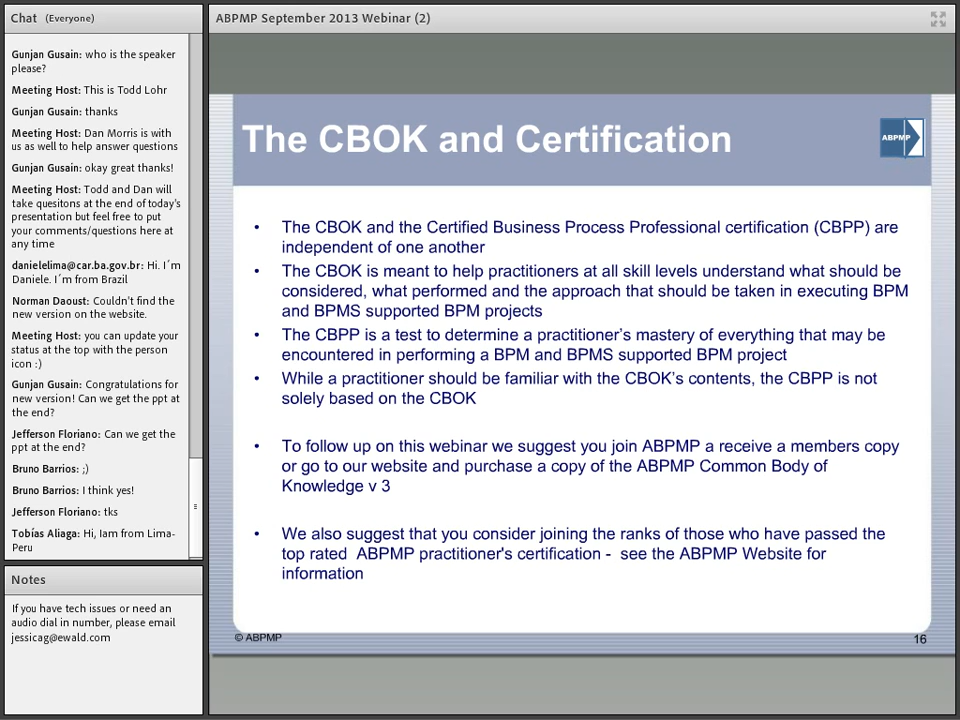 Chat (Everyone)
Gunjan Gusain: who is the speaker
please?
Meeting Host: This is Todd Lohr
Gunjan Gusain: thanks
Meeting Host: Dan Morris is with
us as well to help answer questions
Gunjan Gusain: okay great thanks!
Meeting Host: Todd and Dan will
take quesitons at the end of today's
presentation but feel free to put
your comments/questions here at
any time
danielelima@car.ba.gov.br: Hi. I´m
Daniele. I´m from Brazil
Norman Daoust: Couldn't find the
new version on the website.
Meeting Host: you can update your
status at the top with the person
icon :)
Gunjan Gusain: Congratulations for
new version! Can we get the ppt at
the end?
Jefferson Floriano: Can we get the
ppt at the end?
Bruno Barrios: ;)
Bruno Barrios: I think yes!
Jefferson Floriano: tks
Tobías Aliaga: Hi, Iam from Lima-
Peru
Notes
If you have tech issues or need an
audio dial in number, please email
jessicag@ewald.com
ABPMP September 2013 Webinar (2)
The CBOK and Certification
ABPMP
• The CBOK and the Certified Business Process Professional certification (CBPP) are
independent of one another
• The CBOK is meant to help practitioners at all skill levels understand what should be
considered, what performed and the approach that should be taken in executing BPM
and BPMS supported BPM projects
• The CBPP is a test to determine a practitioner's mastery of everything that may be
encountered in performing a BPM and BPMS supported BPM project
• While a practitioner should be familiar with the CBOK's contents, the CBPP is not
solely based on the CBOK
• To follow up on this webinar we suggest you join ABPMP a receive a members copy
or go to our website and purchase a copy of the ABPMP Common Body of
Knowledge v 3
• We also suggest that you consider joining the ranks of those who have passed the
top rated ABPMP practitioner's certification - see the ABPMP Website for
information
© ABPMP
16